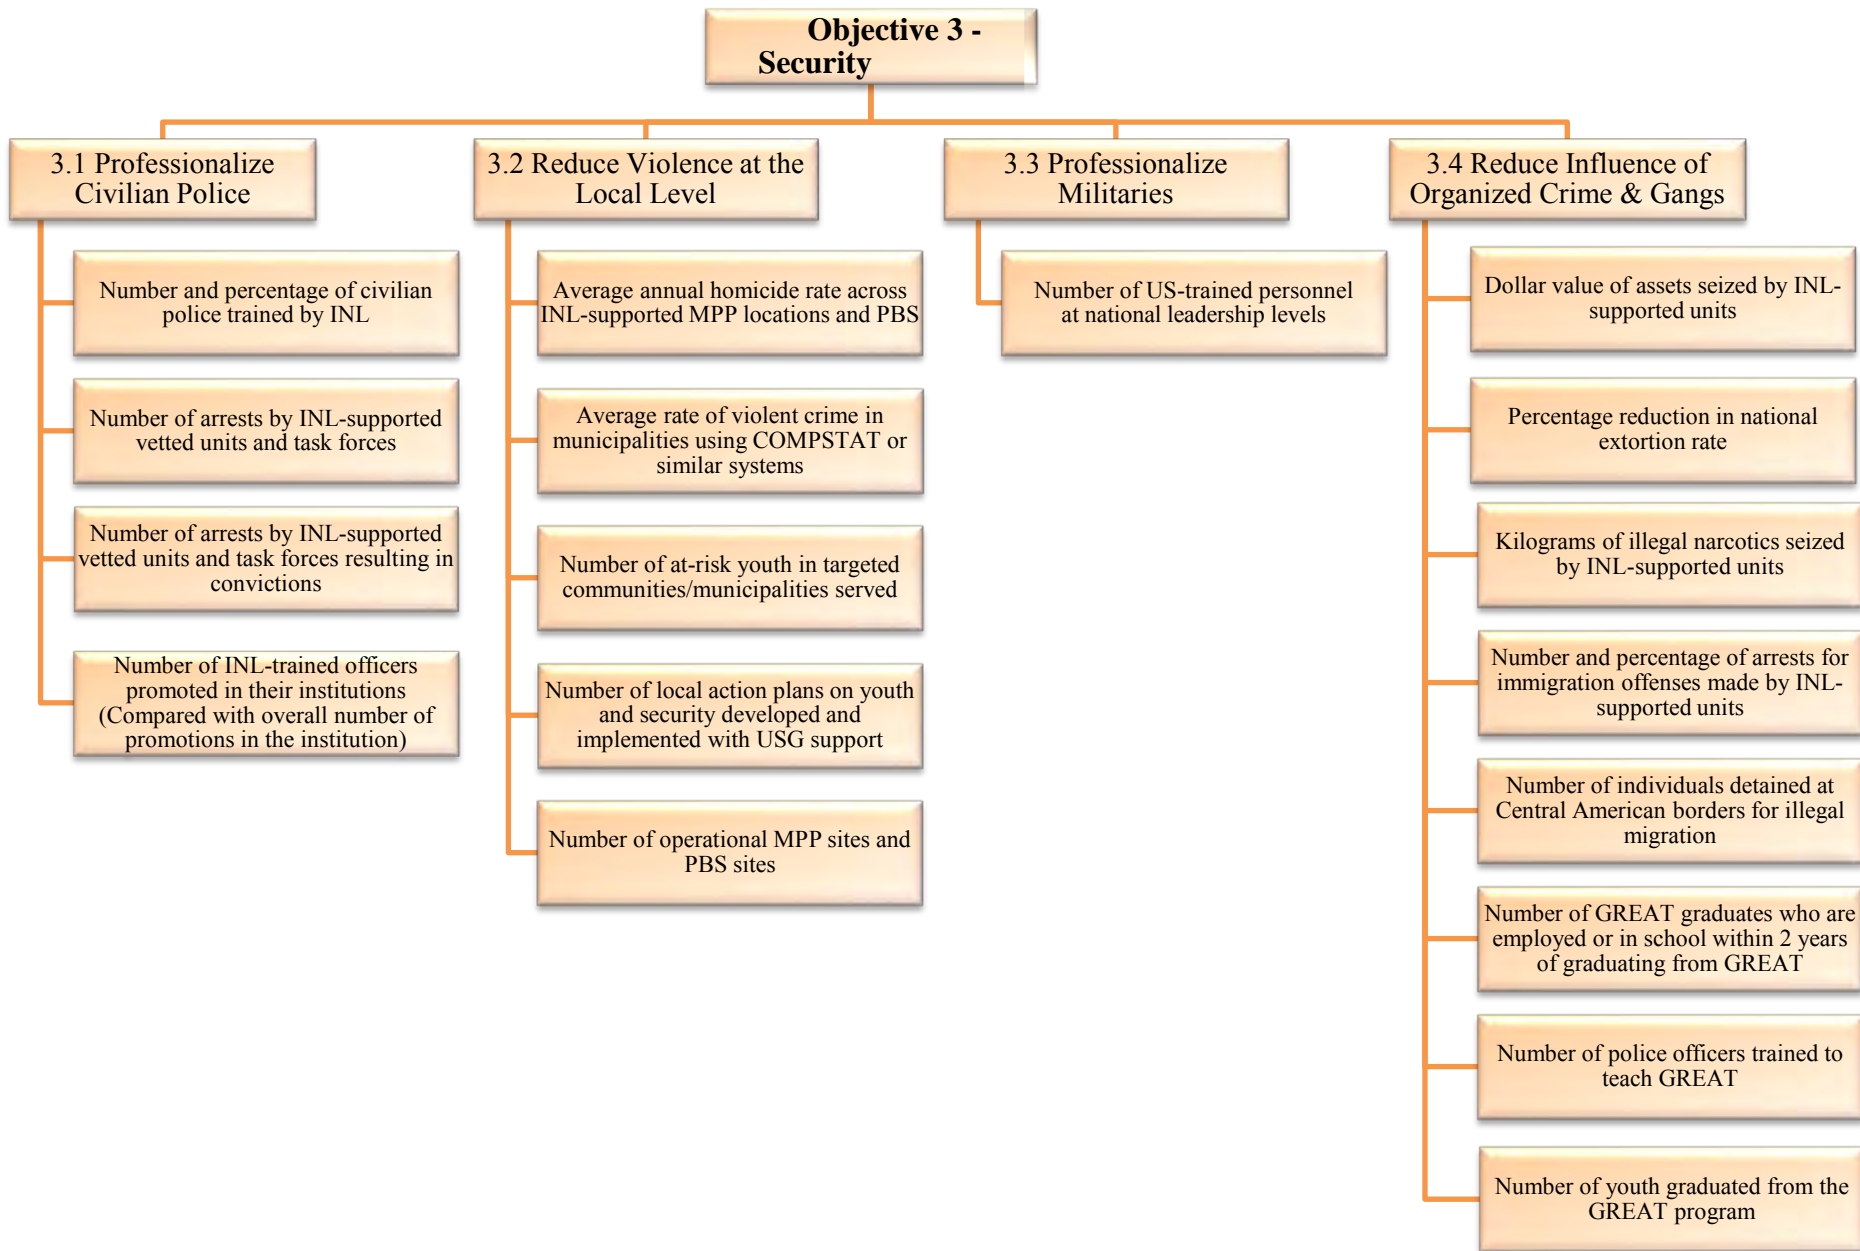 Objective 3 -
Security
3.1 Professionalize
Civilian Police
Number and percentage of civilian
police trained by INL
Number of arrests by INL-supported
vetted units and task forces
Number of arrests by INL-supported
vetted units and task forces resulting in
convictions
Number of INL-trained officers
promoted in their institutions
(Compared with overall number of
promotions in the institution)
3.2 Reduce Violence at the
Local Level
Average annual homicide rate across
INL-supported MPP locations and PBS
Average rate of violent crime in
municipalities using COMPSTAT or
similar systems
Number of at-risk youth in targeted
communities/municipalities served
Number of local action plans on youth
and security developed and
implemented with USG support
Number of operational MPP sites and
PBS sites
3.3 Professionalize
Militaries
Number of US-trained personnel
at national leadership levels
3.4 Reduce Influence of
Organized Crime & Gangs
Dollar value of assets seized by INL-
supported units
Percentage reduction in national
extortion rate
Kilograms of illegal narcotics seized
by INL-supported units
Number and percentage of arrests for
immigration offenses made by INL-
supported units
Number of individuals detained at
Central American borders for illegal
migration
Number of GREAT graduates who are
employed or in school within 2 years
of graduating from GREAT
Number of police officers trained to
teach GREAT
Number of youth graduated from the
GREAT program